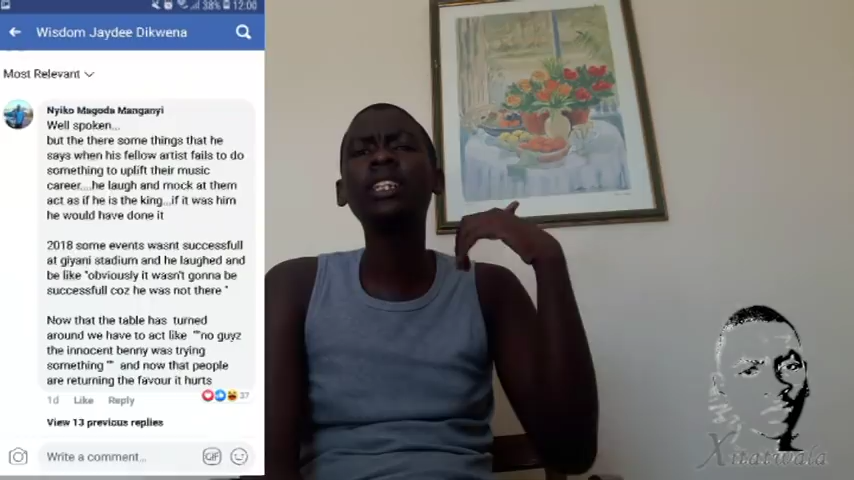 38% 12:00
Wisdom Jaydee Dikwena
Most Relevant
Nyiko Magoda Manganyi
Well spoken...
but the there some things that he
says when his fellow artist fails to do
something to uplift their music
career....he laugh and mock at them
act as if he is the king...if it was him
he would have done it
2018 some events wasnt successfull
at giyani stadium and he laughed and
be like "obviously it wasn't gonna be
successfull coz he was not there "
Now that the table has turned
around we have to act like ""no guyz
the innocent benny was trying
something"" and now that people
are returning the favour it hurts
1d Like Reply 37
View 13 previous replies
Write a comment... GIF